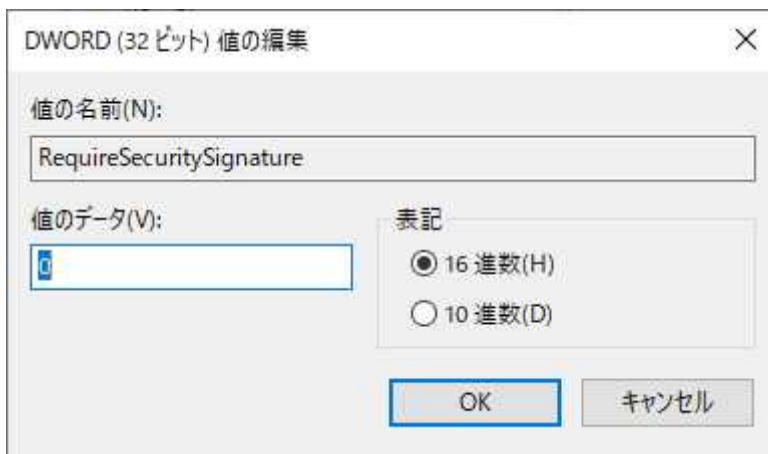 DWORD (32 ビット) 値の編集
値の名前(N):
RequireSecuritySignature
値のデータ(V):
0
表記
16 進数(H)
10 進数(D)
OK
キャンセル